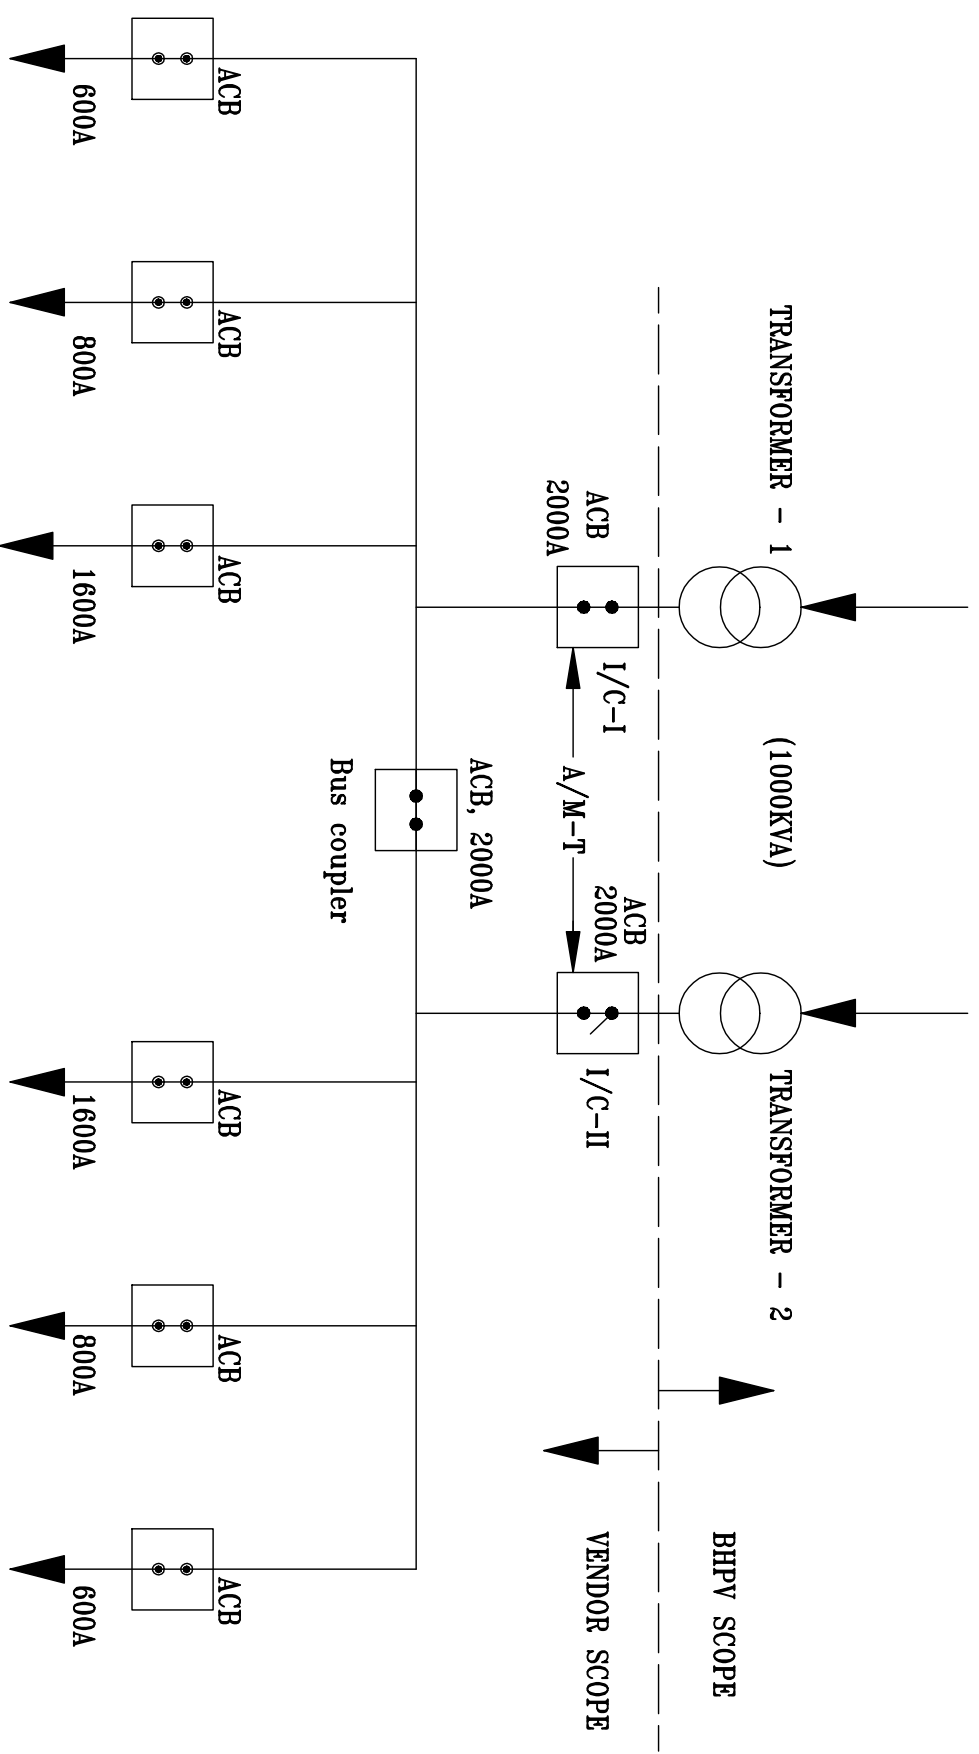 TRANSFORMER - 1
(1000KVA)
TRANSFORMER - 2
BHPV SCOPE
VENDOR SCOPE
ACB
2000A
I/C-I
A/M-T
ACB
2000A
I/C-II
ACB, 2000A
Bus coupler
ACB
ACB
ACB
ACB
ACB
ACB
600A
800A
1600A
1600A
800A
600A